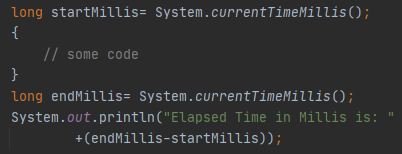 long startMillis= System.currentTimeMillis();
{
// some code
}
long endMillis= System.currentTimeMillis();
System.out.println("Elapsed Time in Millis is: "
+(endMillis-startMillis));